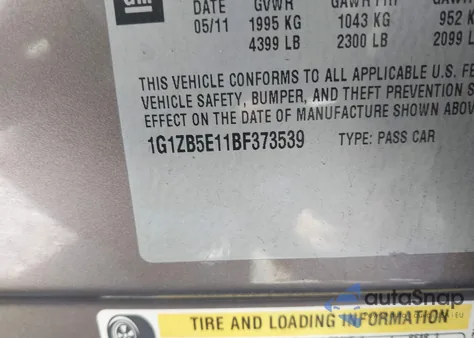 GM
DATE GVWR GAWR FRT GAWR
05/11 1995 KG 1043 KG 952 K
4399 LB 2300 LB 2099 L
THIS VEHICLE CONFORMS TO ALL APPLICABLE U.S. FE
VEHICLE SAFETY, BUMPER, AND THEFT PREVENTION S
EFFECT ON THE DATE OF MANUFACTURE SHOWN ABOV
1G1ZB5E11BF373539 TYPE: PASS CAR
autoSnap
TIRE AND LOADING INFORMATION